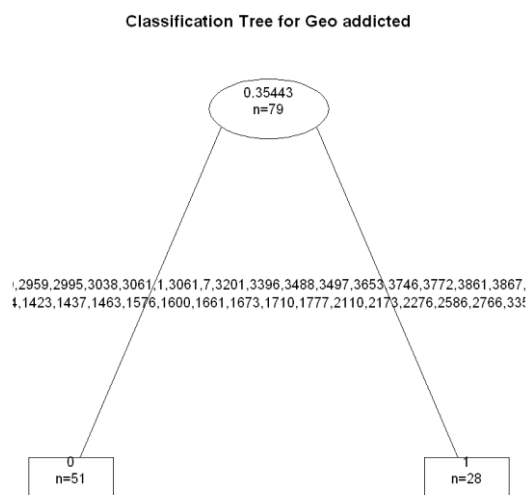 Classification Tree for Geo addicted
0.35443
n=79
,2959,2995,3038,3061,1,3061,7,3201,3396,3488,3497,3653,3746,3772,3861,3867,
4,1423,1437,1463,1576,1600,1661,1673,1710,1777,2110,2173,2276,2586,2766,335
0
n=51
1
n=28